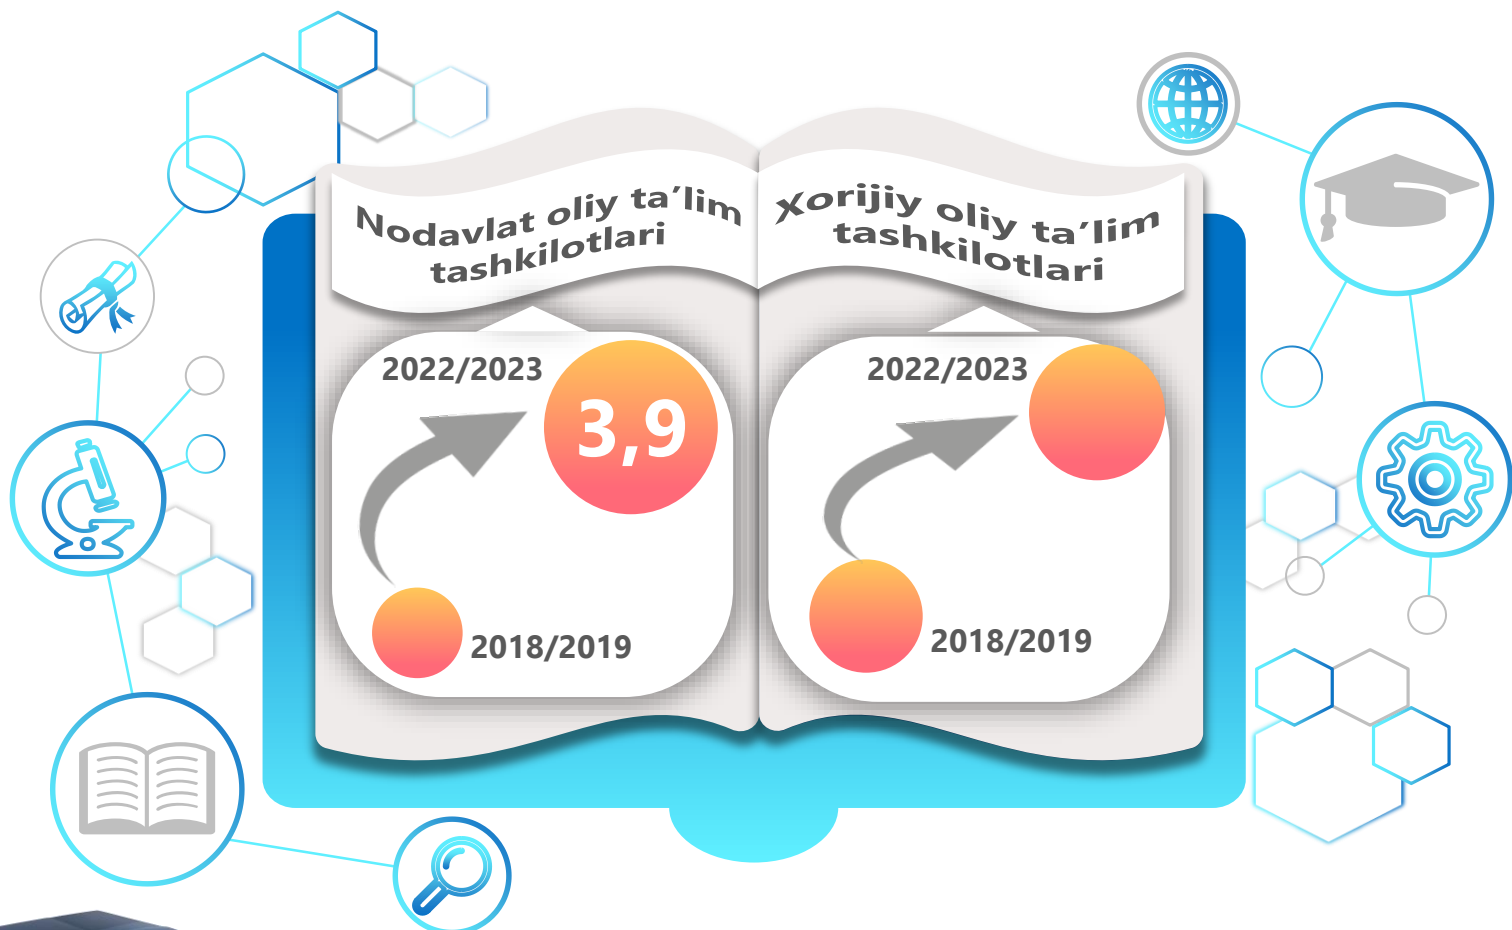 Nodavlat oliy ta’lim
tashkilotlari
2022/2023
3,9
2018/2019
Xorijiy oliy ta’lim
tashkilotlari
2022/2023
2018/2019